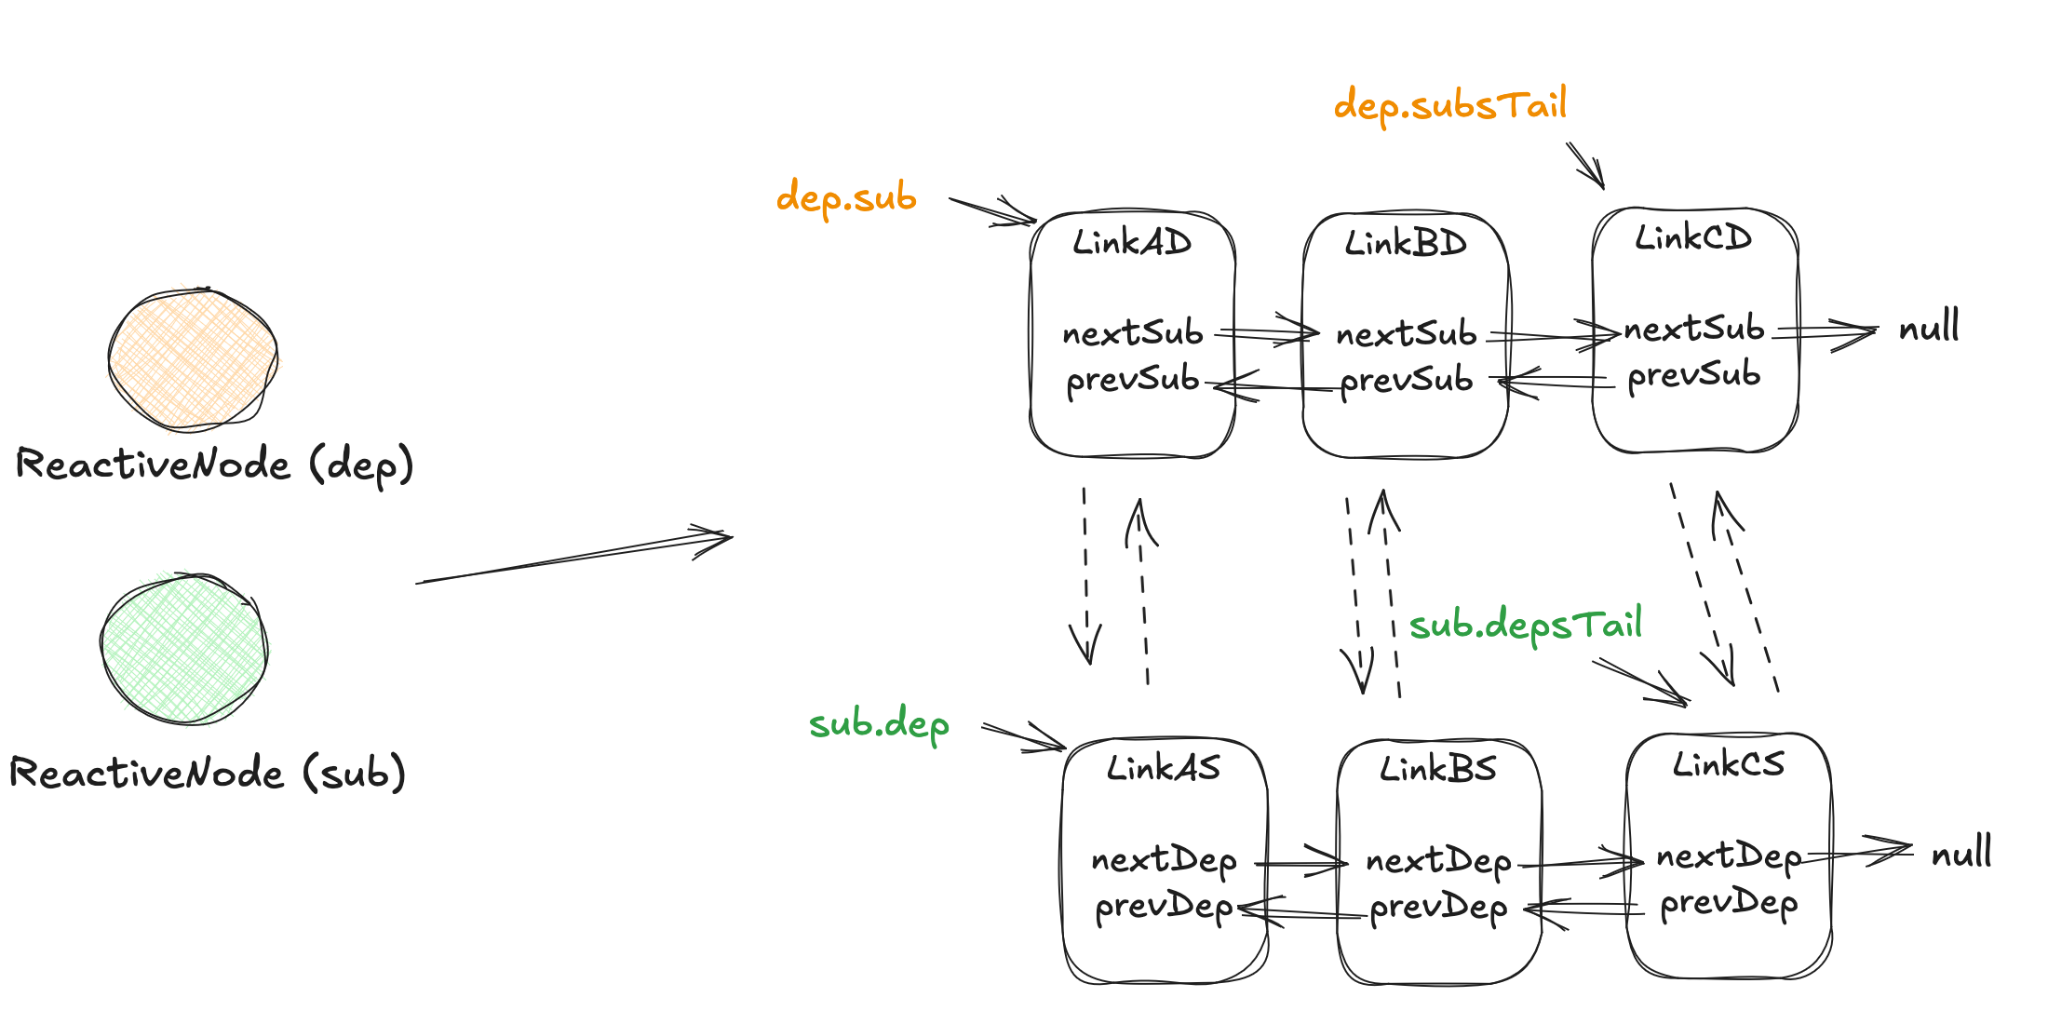 dep.subsTail
dep.sub
LinkAD
LinkBD
LinkCD
nextSub
nextSub
nextSub
null
prevSub
prevSub
prevSub
ReactiveNode (dep)
sub.depsTail
sub.dep
ReactiveNode (sub)
LinkAS
LinkBS
LinkCS
nextDep
nextDep
nextDep
null
prevDep
prevDep
prevDep